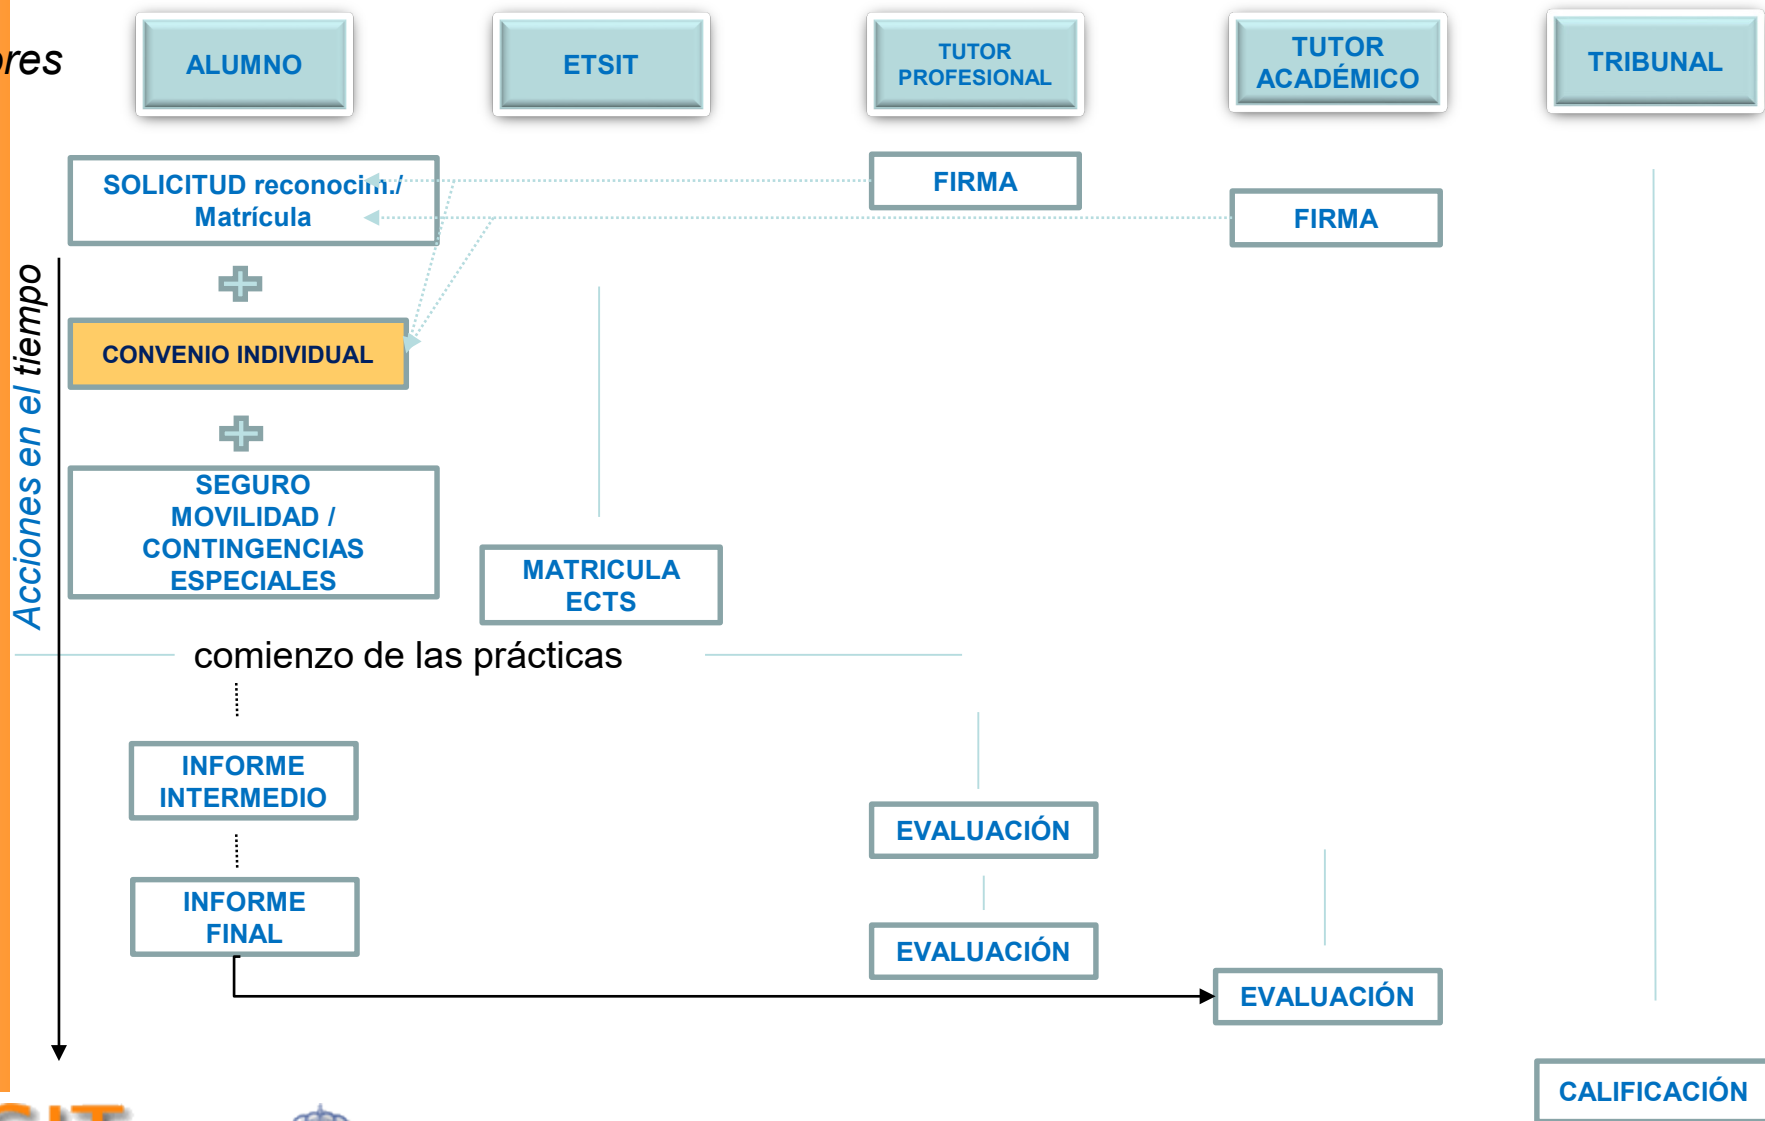 ALUMNO
ETSIT
TUTOR
PROFESIONAL
TUTOR
ACADÉMICO
TRIBUNAL
SOLICITUD reconocim./
Matrícula
FIRMA
FIRMA
Acciones en el tiempo
CONVENIO INDIVIDUAL
SEGURO
MOVILIDAD /
CONTINGENCIAS
ESPECIALES
MATRICULA
ECTS
comienzo de las prácticas
INFORME
INTERMEDIO
EVALUACIÓN
INFORME
FINAL
EVALUACIÓN
EVALUACIÓN
CALIFICACIÓN